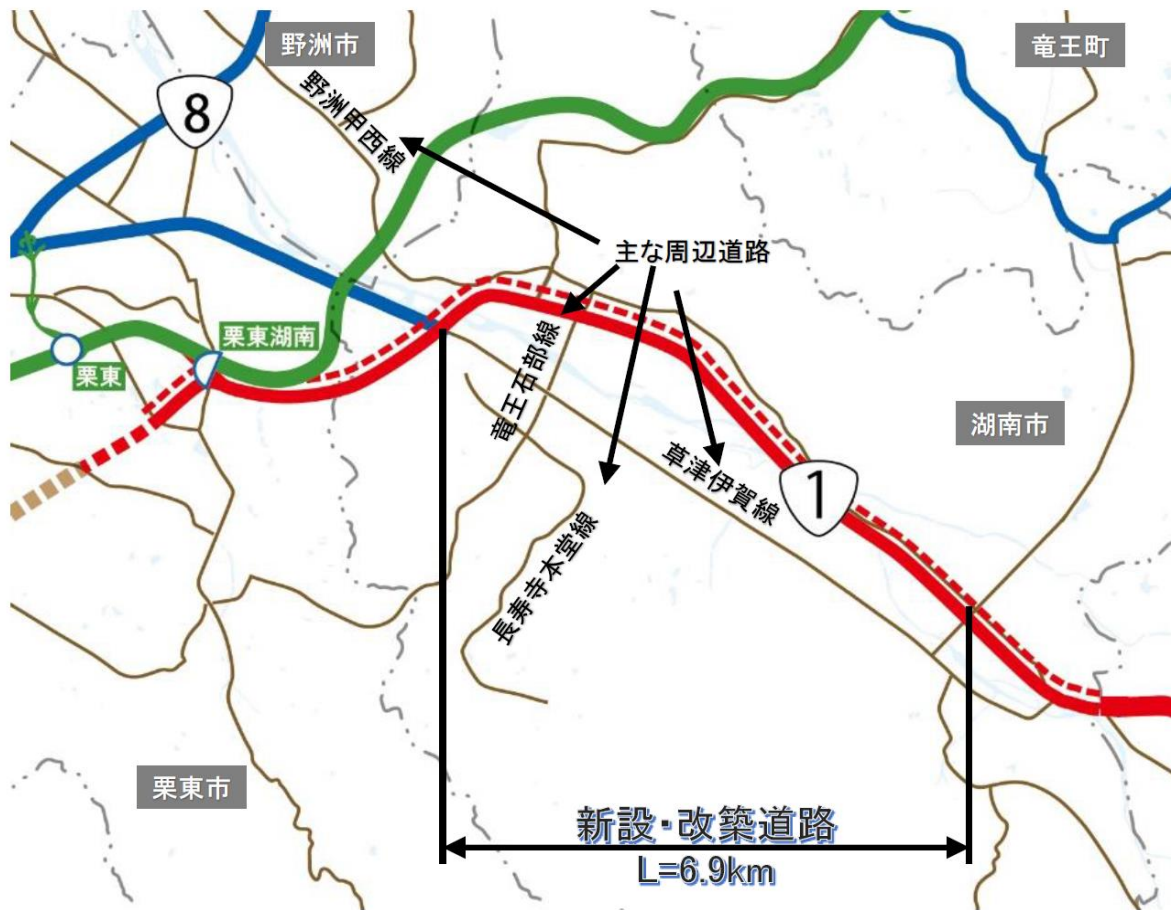 野洲市
竜王町
8
野洲甲西線
主な周辺道路
栗東湖南
栗東
竜王石部線
湖南市
草津伊賀線
1
長寿寺本堂線
栗東市
新設・改築道路
L=6.9km